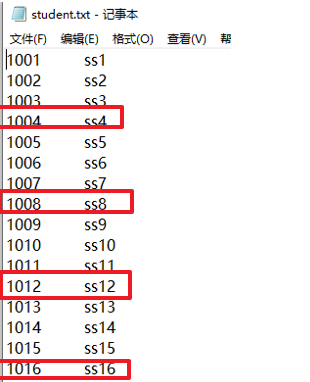 student.txt - 记事本
文件(F) 编辑(E) 格式(O) 查看(V) 帮
1001 ss1
1002 ss2
1003 ss3
1004 ss4
1005 ss5
1006 ss6
1007 ss7
1008 ss8
1009 ss9
1010 ss10
1011 ss11
1012 ss12
1013 ss13
1014 ss14
1015 ss15
1016 ss16